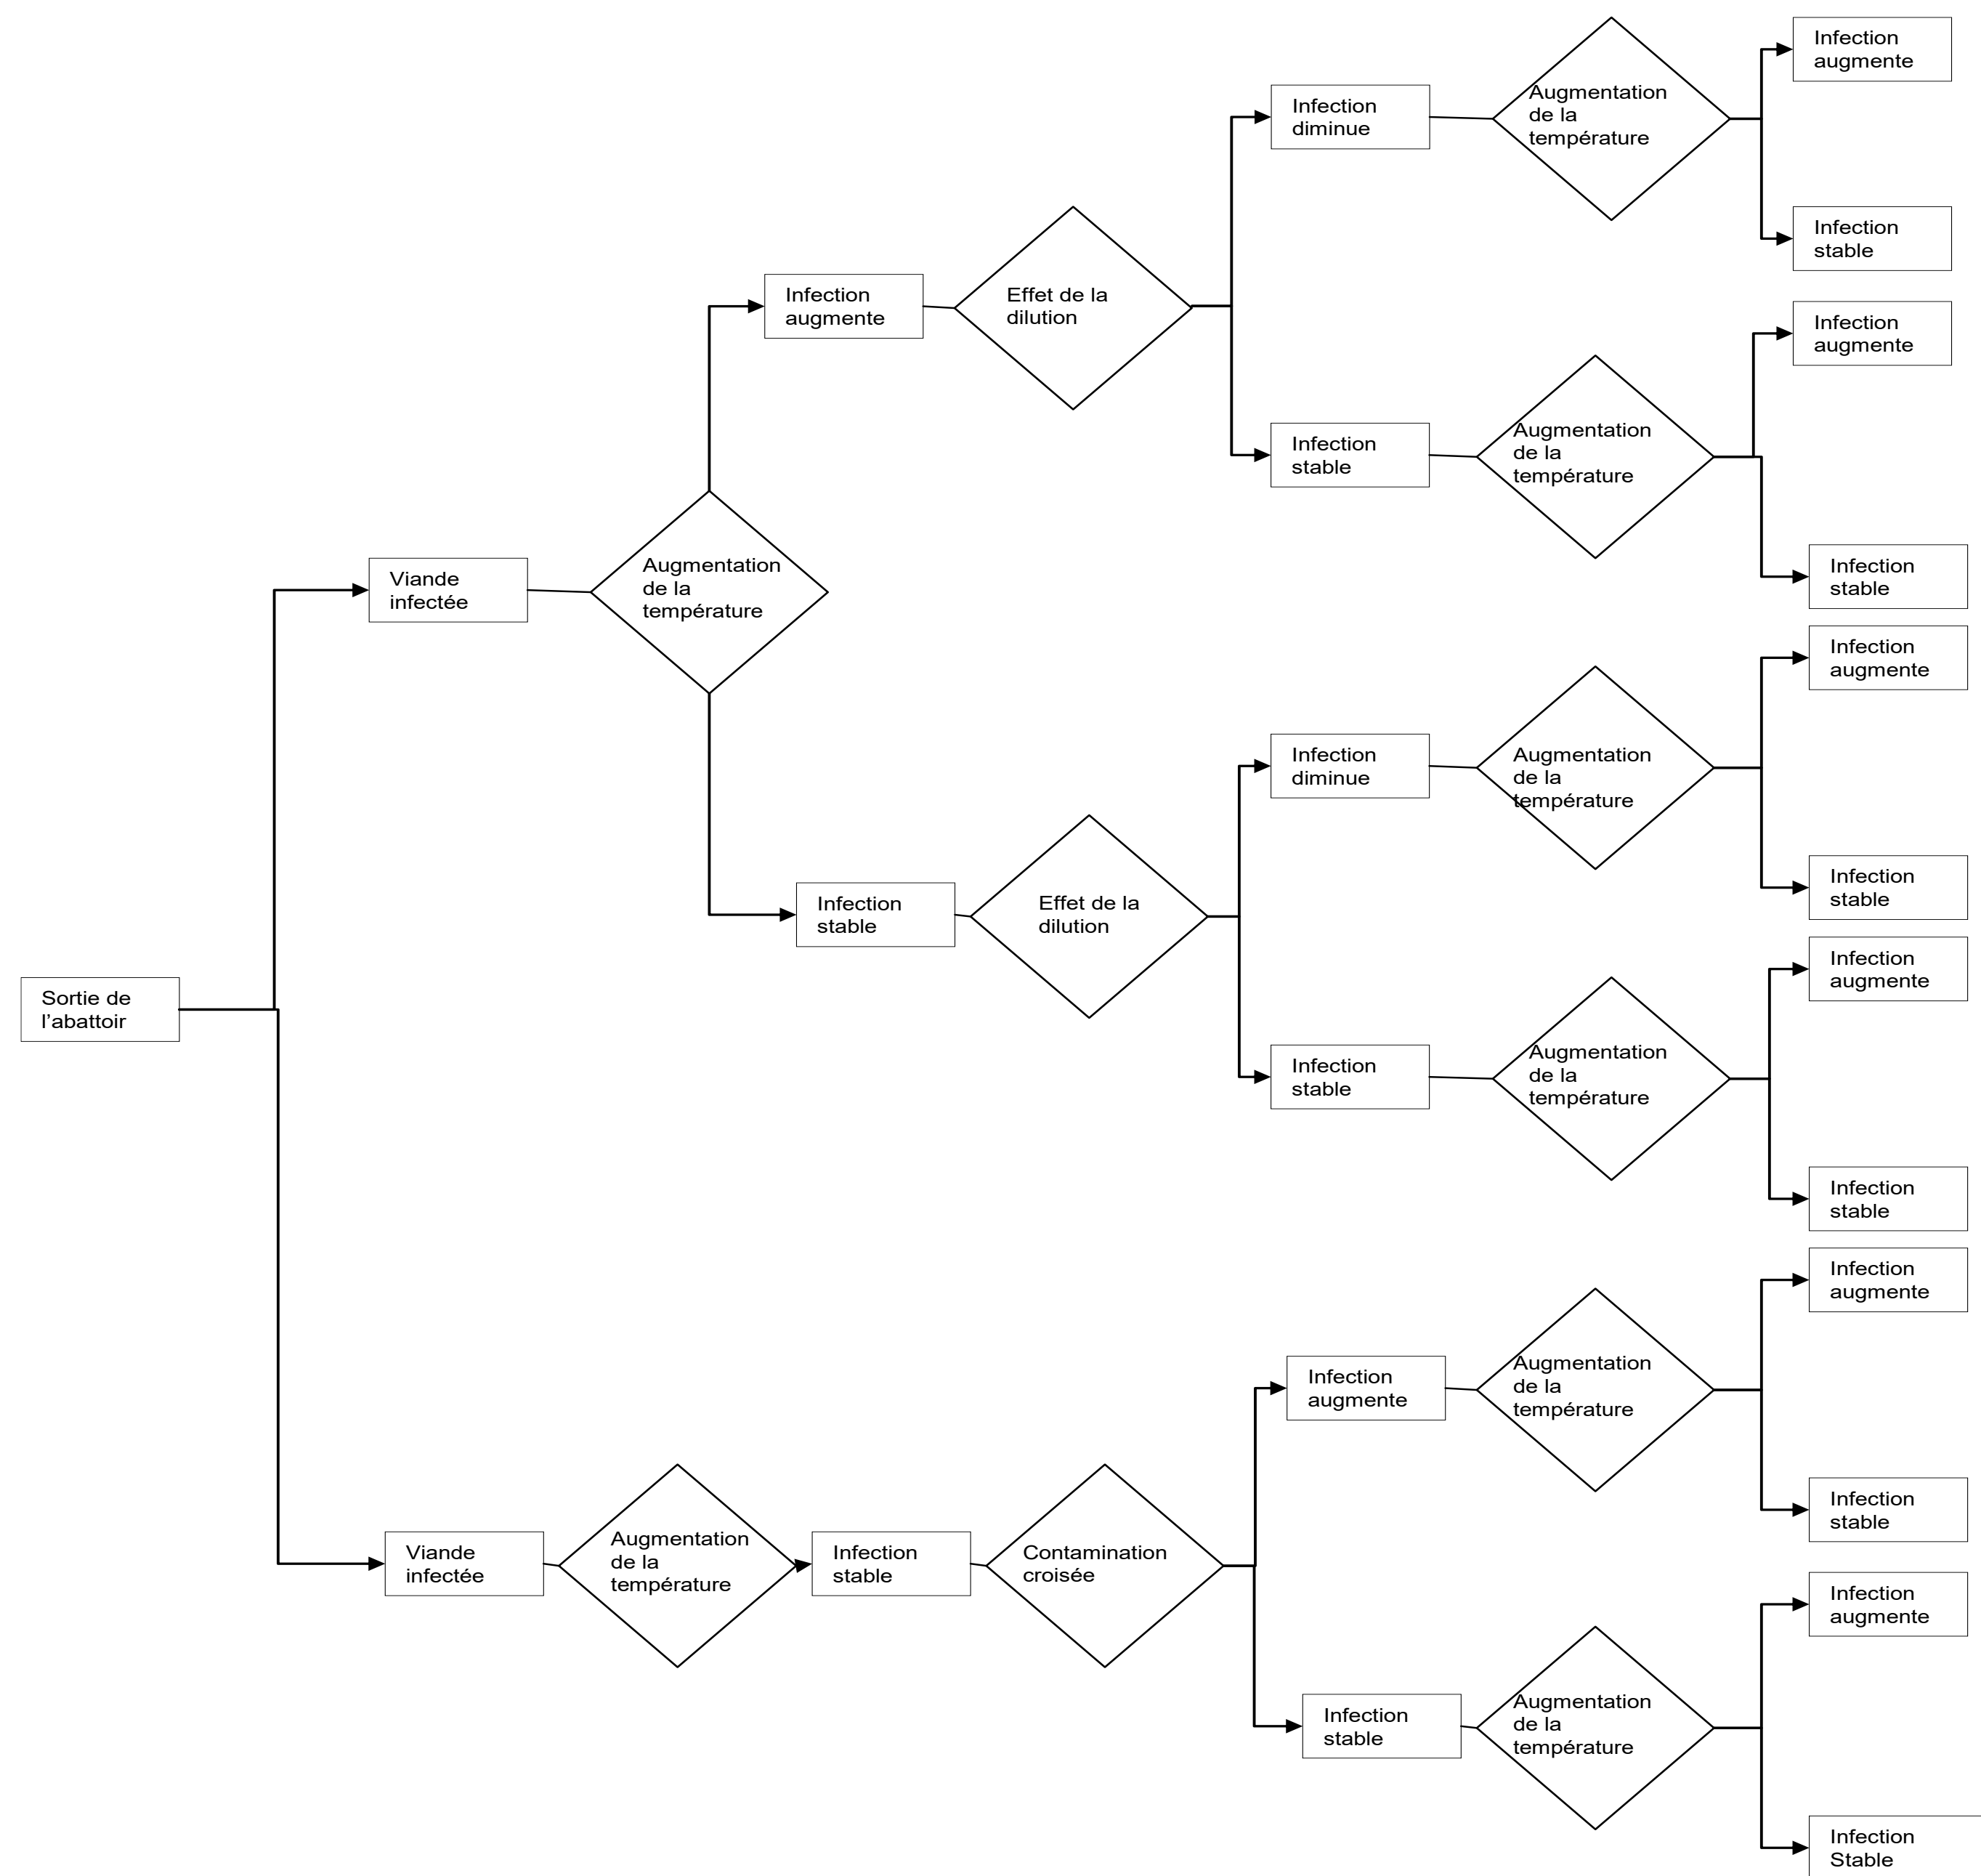 Infection
augmente
Infection
diminue
Augmentation
de la
température
Infection
stable
Infection
augmente
Effet de la
dilution
Infection
augmente
Infection
stable
Augmentation
de la
température
Viande
infectée
Augmentation
de la
température
Infection
stable
Infection
augmente
Infection
diminue
Augmentation
de la
température
Infection
stable
Effet de la
dilution
Infection
stable
Infection
augmente
Sortie de
l’abattoir
Infection
stable
Augmentation
de la
température
Infection
stable
Infection
augmente
Infection
augmente
Augmentation
de la
température
Infection
stable
Viande
infectée
Augmentation
de la
température
Infection
stable
Contamination
croisée
Infection
augmente
Infection
stable
Augmentation
de la
température
Infection
Stable